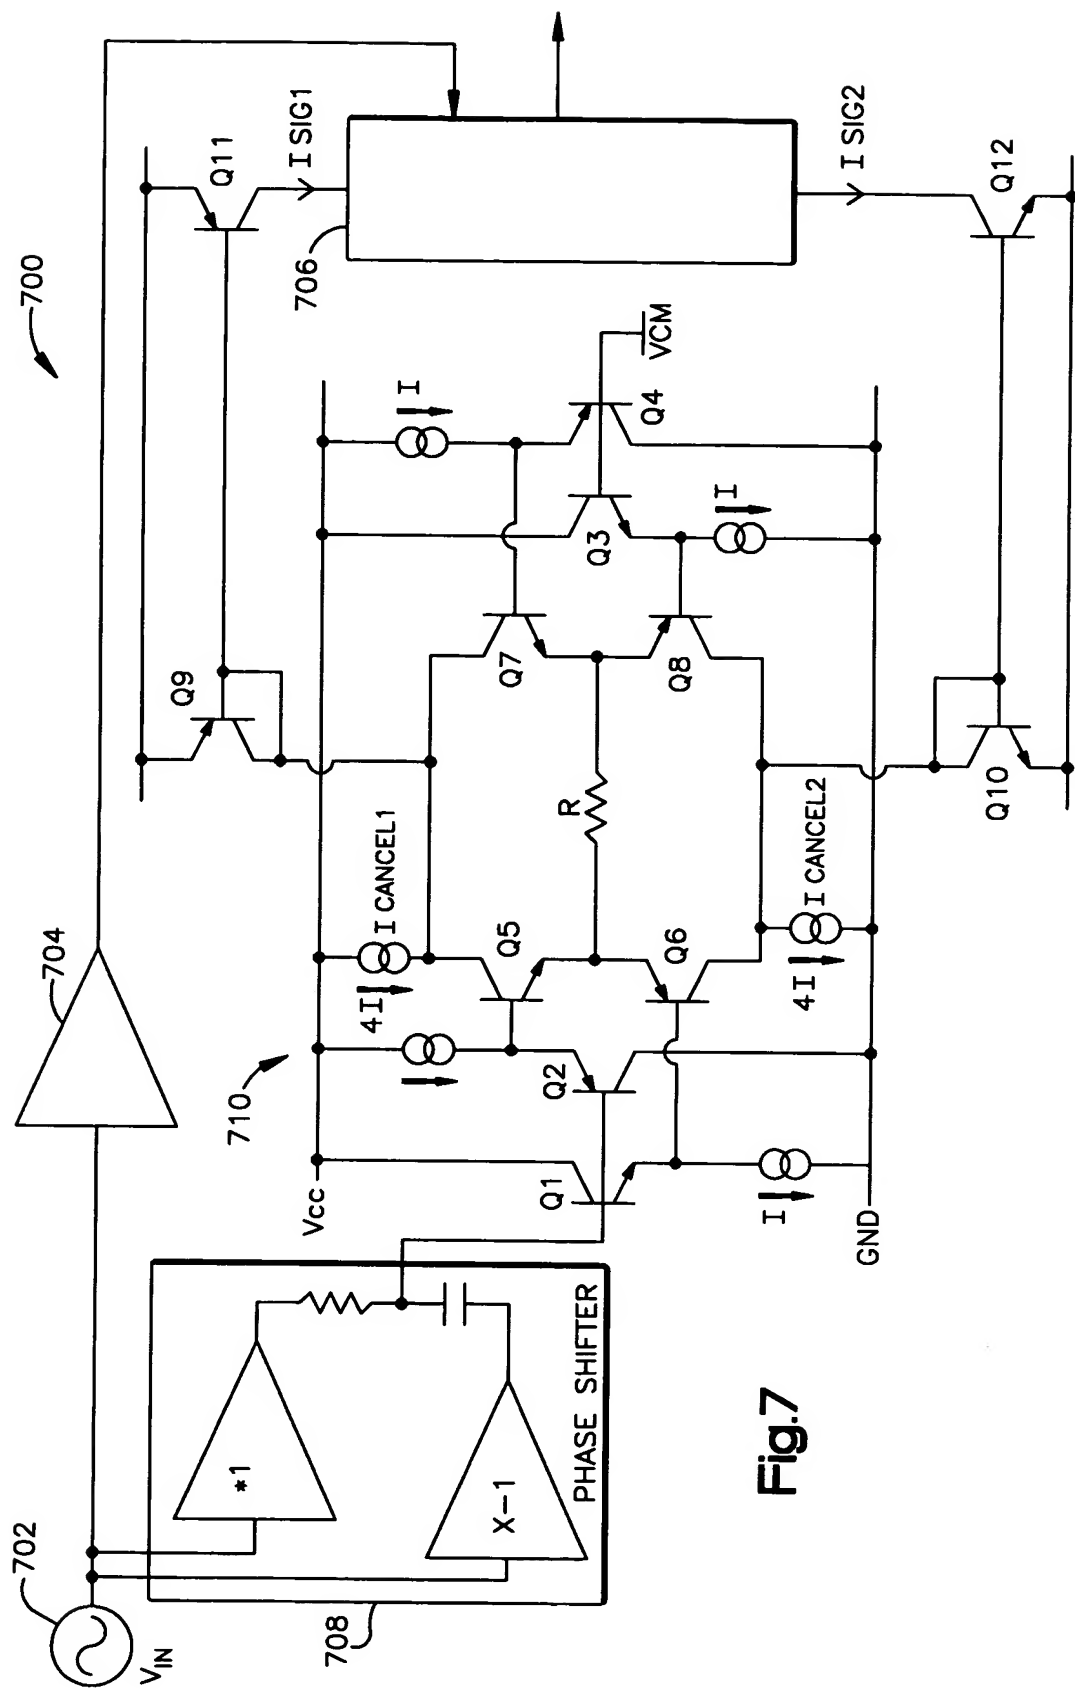 700
704
702
VIN
*1
X-1
PHASE SHIFTER
708
710
Vcc
GND
Q1
Q2
I
4I
I CANCEL1
Q5
Q6
4I
I CANCEL2
R
Q7
Q8
Q3
Q4
I
I
VCM
Q9
Q10
Q11
Q12
I SIG1
I SIG2
706
Fig.7